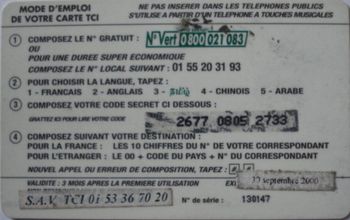 MODE D'EMPLOI
DE VOTRE CARTE TCI
NE PAS INSERER DANS LES TELEPHONES PUBLICS
S'UTILISE A PARTIR D'UN TELEPHONE A TOUCHES MUSICALES
1 COMPOSEZ LE N° GRATUIT : N°Vert 0800 021 083
OU
POUR UNE DUREE SUPER ECONOMIQUE
COMPOSEZ LE N° LOCAL SUIVANT : 01 55 20 31 93
2 POUR CHOISIR LA LANGUE, TAPEZ :
1 - FRANCAIS 2 - ANGLAIS 3 - 4 - CHINOIS 5 - ARABE
3 COMPOSEZ VOTRE CODE SECRET CI DESSOUS :
GRATTEZ ICI POUR LIRE VOTRE CODE 2677 0805 2733
4 COMPOSEZ SUIVANT VOTRE DESTINATION :
POUR LA FRANCE : LES 10 CHIFFRES DU N° DE VOTRE CORRESPONDANT
POUR L'ETRANGER : LE 00 + CODE DU PAYS + N° DU CORRESPONDANT
NOUVEL APPEL OU ERREUR DE COMPOSITION, TAPEZ :
VALIDITE : 3 MOIS APRES LA PREMIERE UTILISATION
30 septembre 2000
S.A.V. TCI 01 53 36 70 20
N° de série : 130147